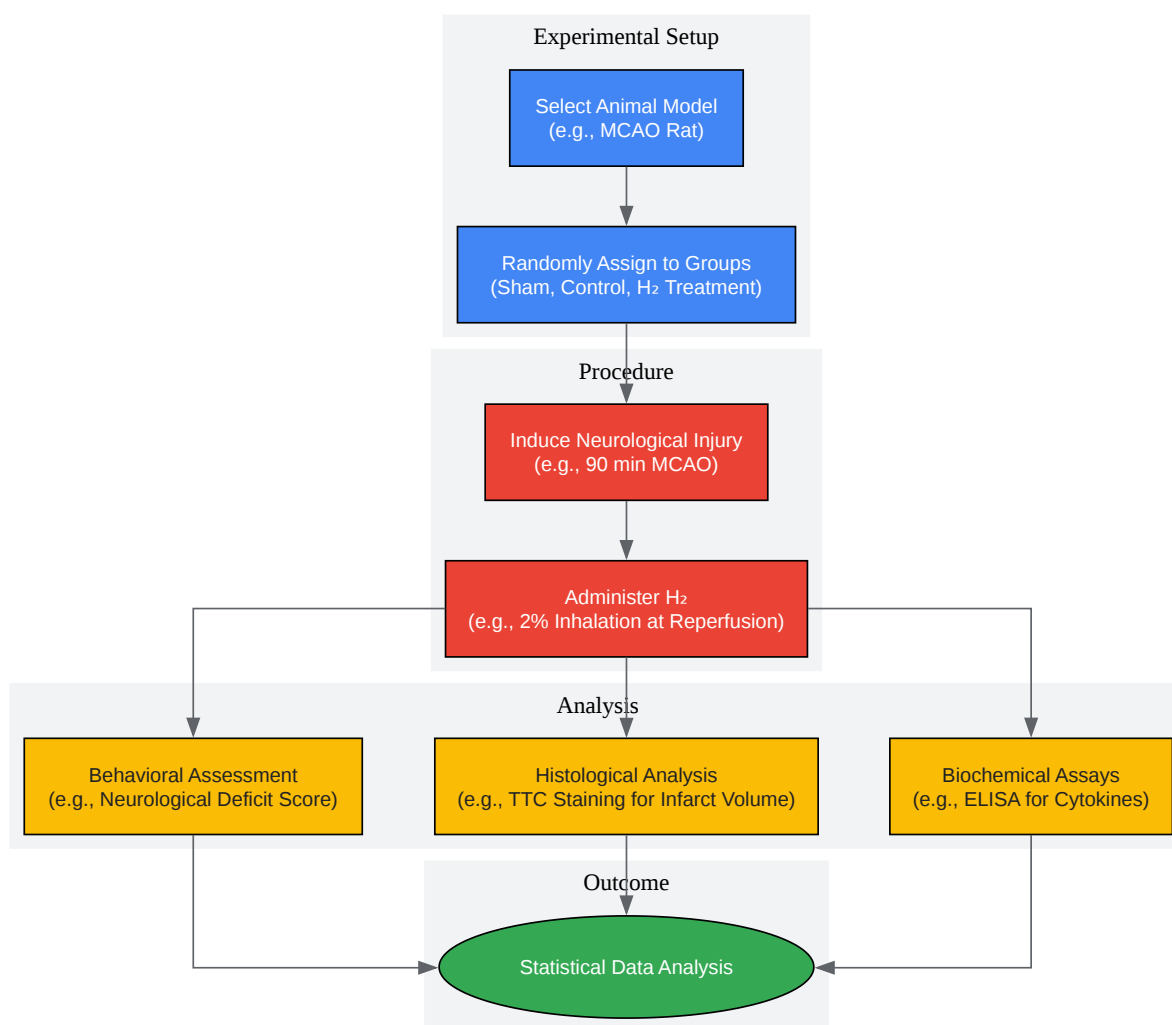 Experimental Setup
Select Animal Model
(e.g., MCAO Rat)
Randomly Assign to Groups
(Sham, Control, H₂ Treatment)
Procedure
Induce Neurological Injury
(e.g., 90 min MCAO)
Administer H₂
(e.g., 2% Inhalation at Reperfusion)
Analysis
Behavioral Assessment
(e.g., Neurological Deficit Score)
Histological Analysis
(e.g., TTC Staining for Infarct Volume)
Biochemical Assays
(e.g., ELISA for Cytokines)
Outcome
Statistical Data Analysis